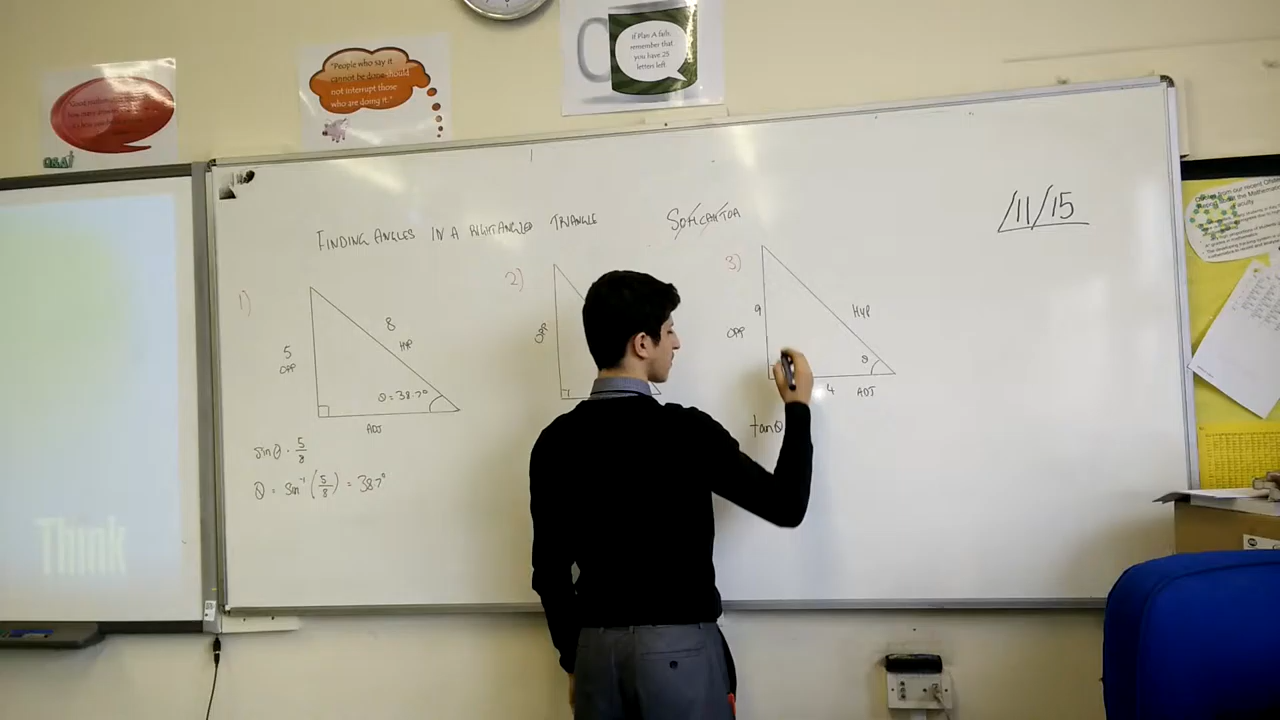 If Plan A fails
remember that
you have 25
letters left
"People who say it
cannot be done should
not interrupt those
who are doing it."
FINDING ANGLES IN A RIGHTANGLED TRIANGLE
SOHCAHTOA
/11/15
1)
5
OPP
8
HYP
θ = 38.7°
ADJ
sinθ = 5/8
θ = sin⁻¹ (5/8) = 38.7°
2)
OPP
3)
9
OPP
HYP
θ
4
ADJ
tanθ
Think